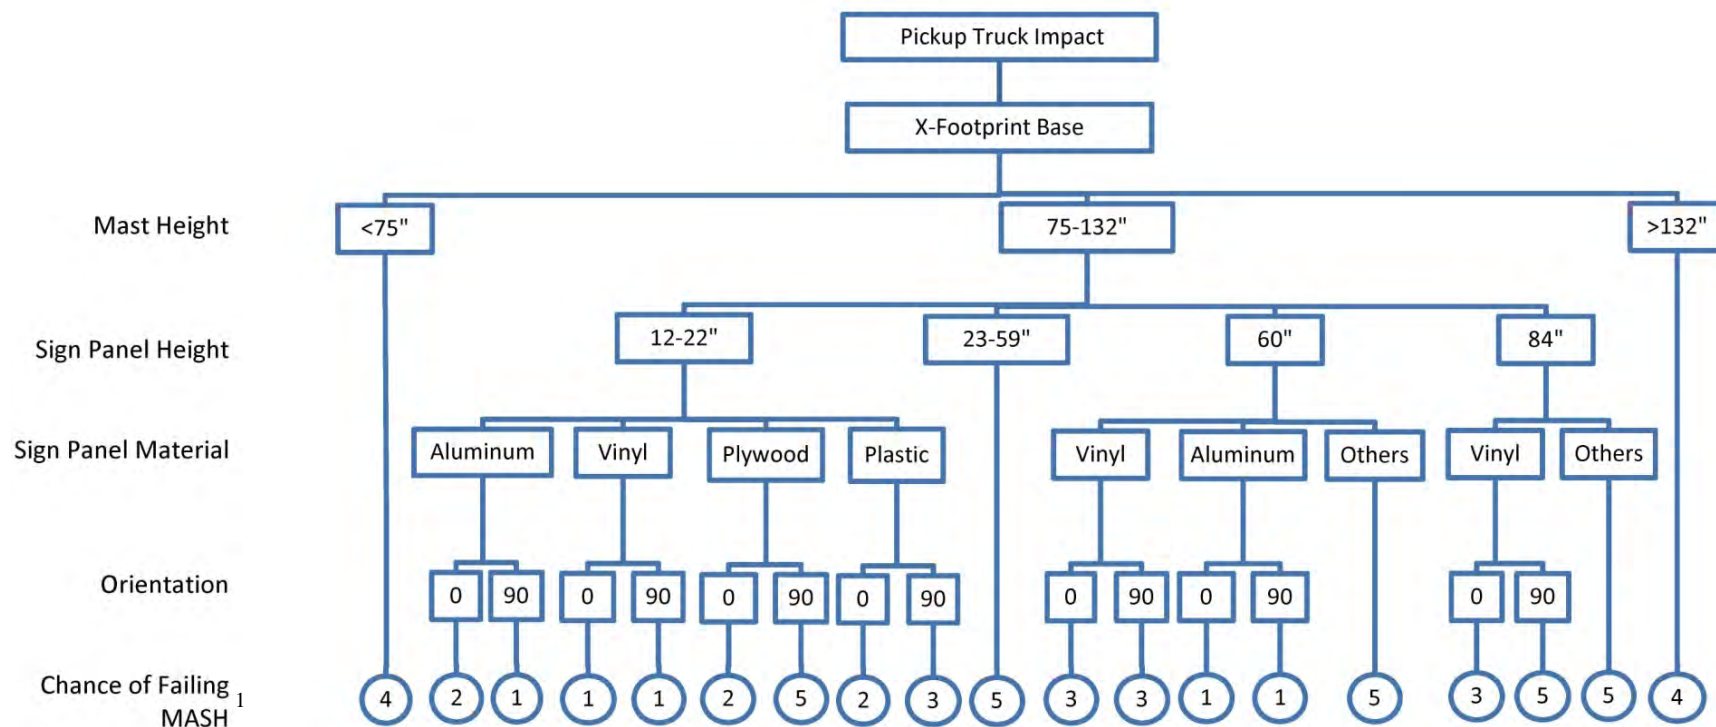 Pickup Truck Impact
X-Footprint Base
Mast Height
<75"
75-132"
>132"
Sign Panel Height
12-22"
23-59"
60"
84"
Sign Panel Material
Aluminum
Vinyl
Plywood
Plastic
Vinyl
Aluminum
Others
Vinyl
Others
Orientation
0
90
0
90
0
90
0
90
0
90
0
90
0
90
Chance of Failing 1
MASH
4
2
1
1
1
2
5
2
3
5
3
3
1
1
5
3
5
5
4